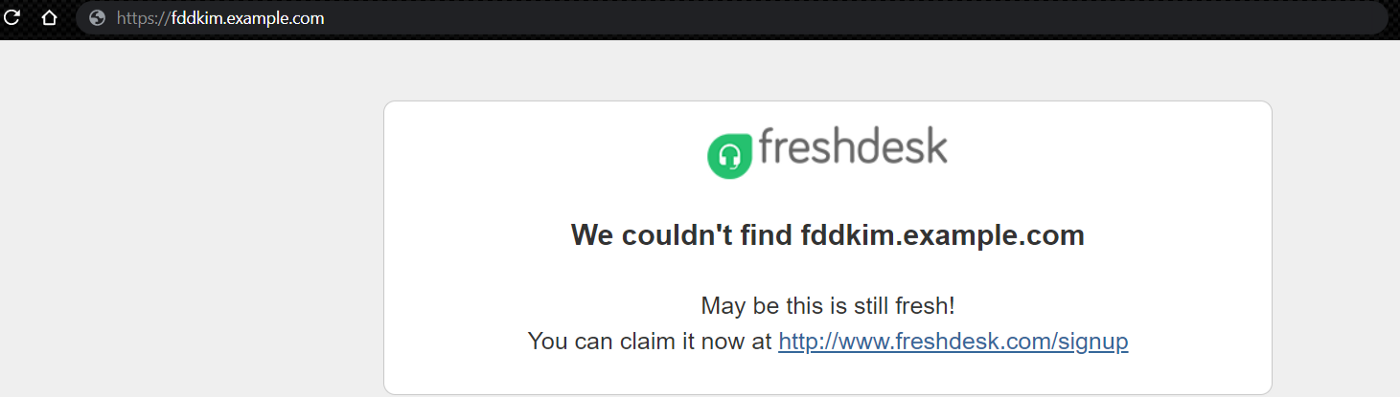 https://fddkim.example.com
freshdesk
We couldn't find fddkim.example.com
May be this is still fresh!
You can claim it now at http://www.freshdesk.com/signup